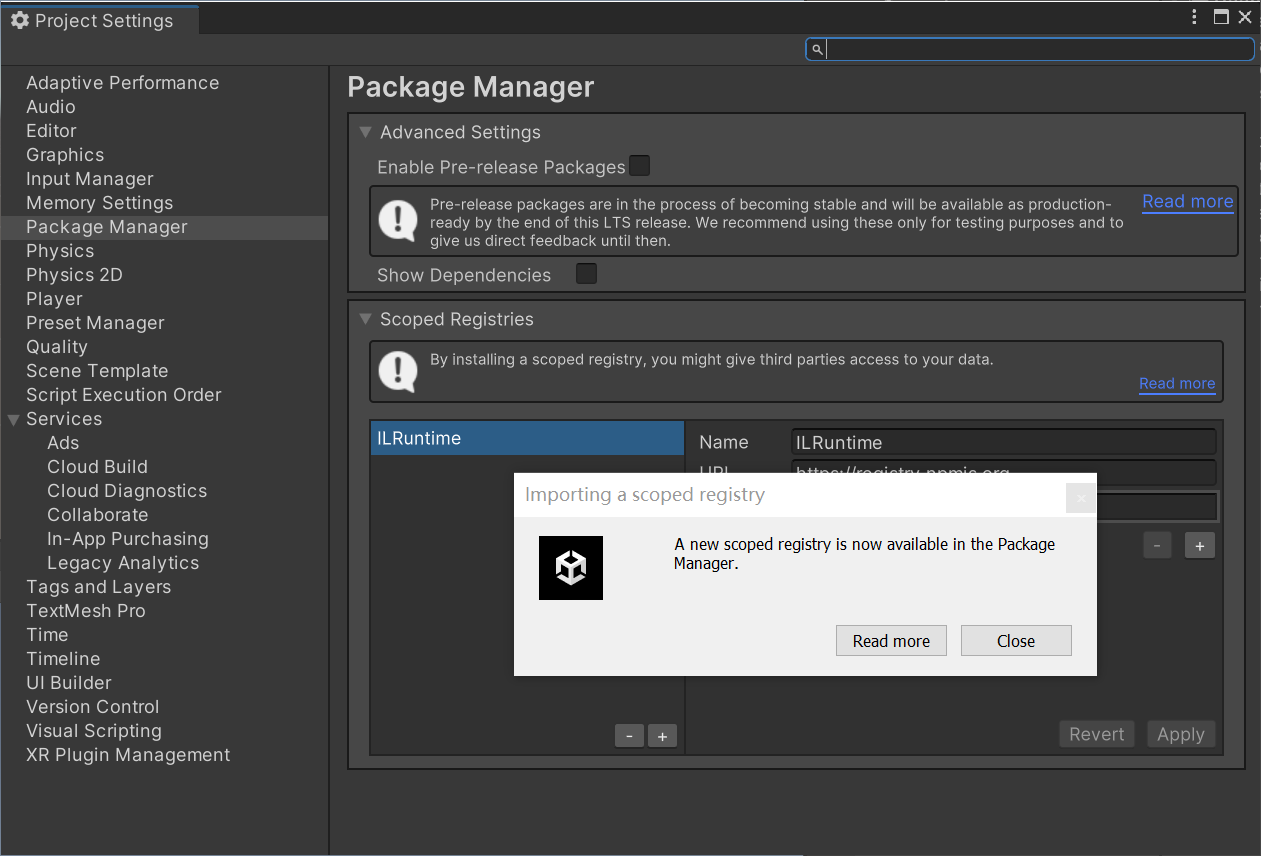 Project Settings
Adaptive Performance
Audio
Editor
Graphics
Input Manager
Memory Settings
Package Manager
Physics
Physics 2D
Player
Preset Manager
Quality
Scene Template
Script Execution Order
Services
Ads
Cloud Build
Cloud Diagnostics
Collaborate
In-App Purchasing
Legacy Analytics
Tags and Layers
TextMesh Pro
Time
Timeline
UI Builder
Version Control
Visual Scripting
XR Plugin Management
Package Manager
Advanced Settings
Enable Pre-release Packages
Pre-release packages are in the process of becoming stable and will be available as production-
ready by the end of this LTS release. We recommend using these only for testing purposes and to
give us direct feedback until then.
Read more
Show Dependencies
Scoped Registries
By installing a scoped registry, you might give third parties access to your data.
Read more
ILRuntime
Name ILRuntime
URL https://registry.npmjs.org
Importing a scoped registry
A new scoped registry is now available in the Package
Manager.
Read more Close
- +
- +
Revert Apply